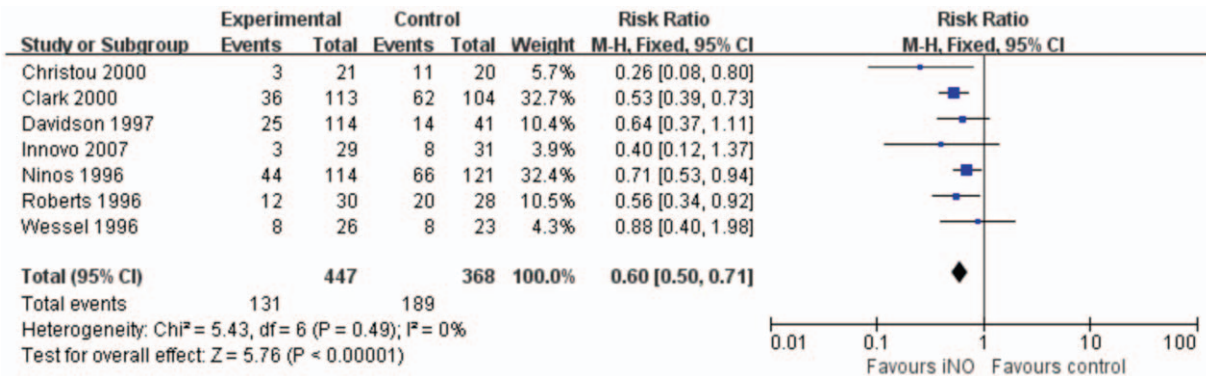 Experimental Control Risk Ratio Risk Ratio
Study or Subgroup Events Total Events Total Weight M-H, Fixed, 95% CI M-H, Fixed, 95% CI
Christou 2000 3 21 11 20 5.7% 0.26 [0.08, 0.80]
Clark 2000 36 113 62 104 32.7% 0.53 [0.39, 0.73]
Davidson 1997 25 114 14 41 10.4% 0.64 [0.37, 1.11]
Innovo 2007 3 29 8 31 3.9% 0.40 [0.12, 1.37]
Ninos 1996 44 114 66 121 32.4% 0.71 [0.53, 0.94]
Roberts 1996 12 30 20 28 10.5% 0.56 [0.34, 0.92]
Wessel 1996 8 26 8 23 4.3% 0.88 [0.40, 1.98]
Total (95% CI) 447 368 100.0% 0.60 [0.50, 0.71]
Total events 131 189
Heterogeneity: Chi² = 5.43, df = 6 (P = 0.49); I² = 0%
Test for overall effect: Z = 5.76 (P < 0.00001)
0.01 0.1 1 10 100
Favours iNO Favours control